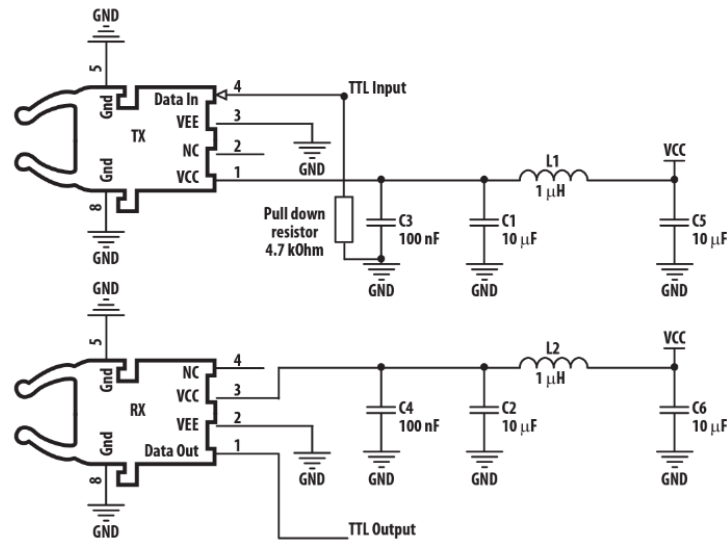 GND
5
Gnd
Data In
4
TTL Input
TX
VEE
3
GND
NC
2
Gnd
VCC
1
8
GND
Pull down
resistor
4.7 kOhm
C3
100 nF
GND
C1
10 μF
GND
L1
1 μH
VCC
C5
10 μF
GND
GND
5
Gnd
NC
4
VCC
3
RX
VEE
2
Gnd
Data Out
1
8
GND
GND
TTL Output
C4
100 nF
GND
C2
10 μF
GND
L2
1 μH
VCC
C6
10 μF
GND